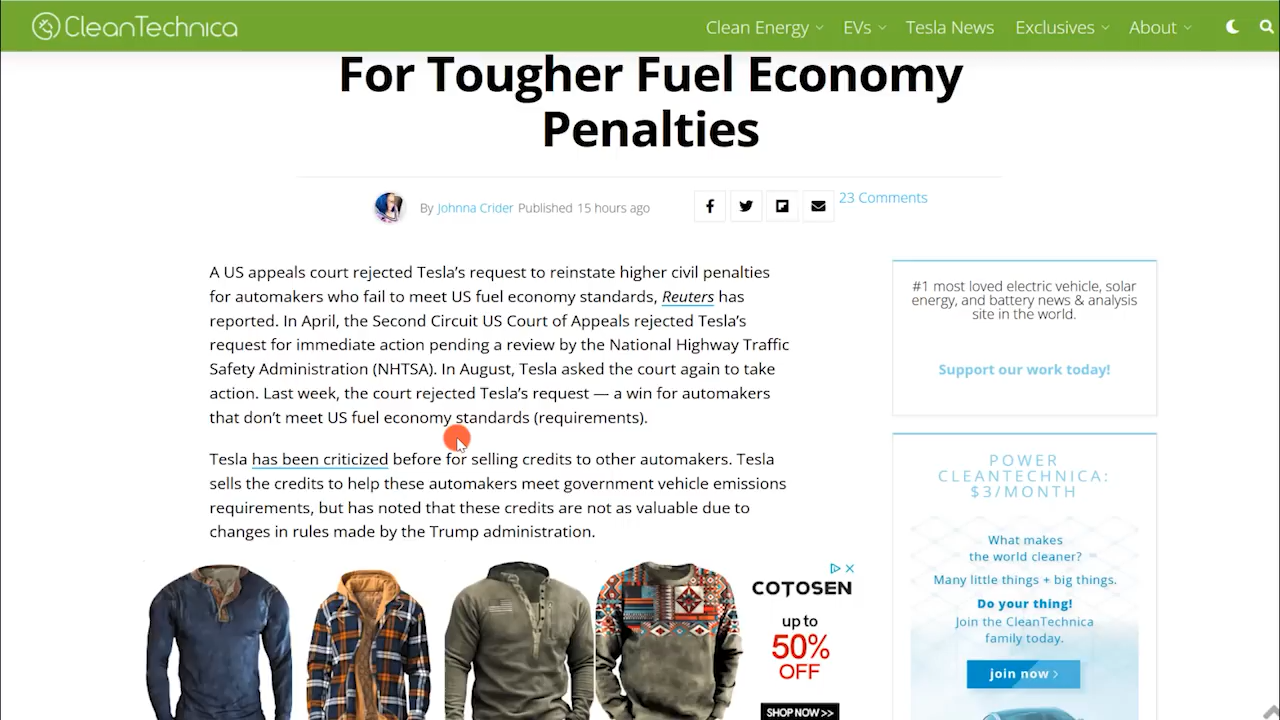 CleanTechnica
Clean Energy
EVs
Tesla News
Exclusives
About
For Tougher Fuel Economy
Penalties
By Johnna Crider Published 15 hours ago
23 Comments
A US appeals court rejected Tesla’s request to reinstate higher civil penalties
for automakers who fail to meet US fuel economy standards, Reuters has
reported. In April, the Second Circuit US Court of Appeals rejected Tesla’s
request for immediate action pending a review by the National Highway Traffic
Safety Administration (NHTSA). In August, Tesla asked the court again to take
action. Last week, the court rejected Tesla’s request — a win for automakers
that don’t meet US fuel economy standards (requirements).
Tesla has been criticized before for selling credits to other automakers. Tesla
sells the credits to help these automakers meet government vehicle emissions
requirements, but has noted that these credits are not as valuable due to
changes in rules made by the Trump administration.
COTOSEN
up to
50%
OFF
SHOP NOW >>
#1 most loved electric vehicle, solar
energy, and battery news & analysis
site in the world.
Support our work today!
POWER
CLEANTECHNICA:
$3/MONTH
What makes
the world cleaner?
Many little things + big things.
Do your thing!
Join the CleanTechnica
family today.
join now >